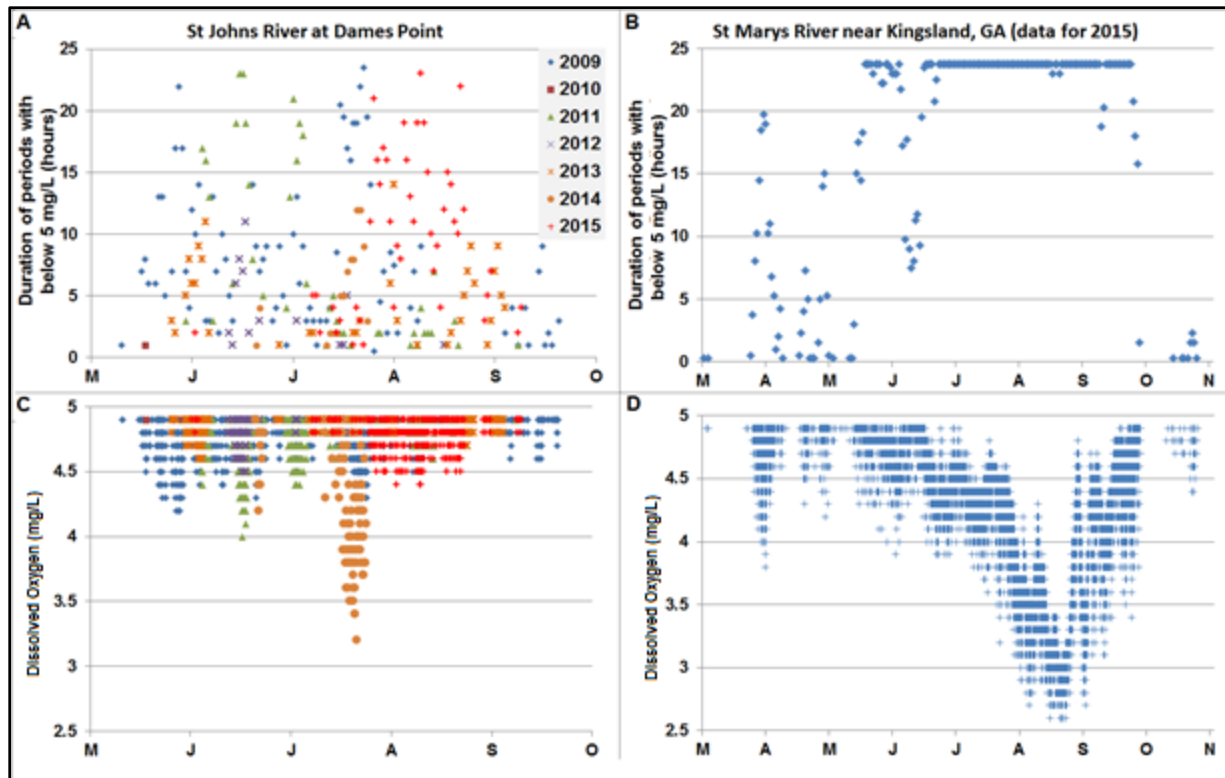 A
St Johns River at Dames Point
Duration of periods with
below 5 mg/L (hours)
25
20
15
10
5
0
M J J A S O
2009
2010
2011
2012
2013
2014
2015
B
St Marys River near Kingsland, GA (data for 2015)
Duration of periods with
below 5 mg/L (hours)
25
20
15
10
5
0
M A M J J A S O N
C
Dissolved Oxygen (mg/L)
5
4.5
4
3.5
3
2.5
M J J A S O
D
Dissolved Oxygen (mg/L)
5
4.5
4
3.5
3
2.5
M A M J J A S O N